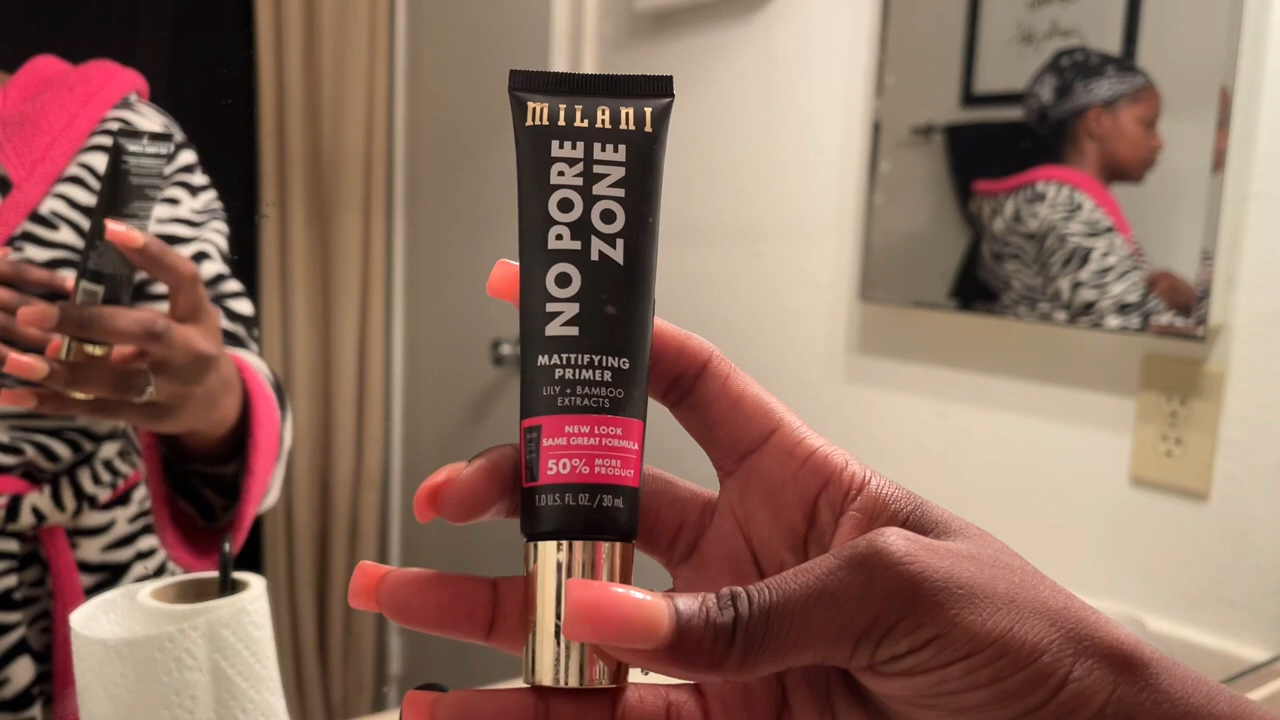 MILANI
NO PORE
ZONE
MATTIFYING
PRIMER
LILY + BAMBOO
EXTRACTS
NEW LOOK
SAME GREAT FORMULA
50% MORE PRODUCT
1.0 U.S. FL. OZ. / 30 mL